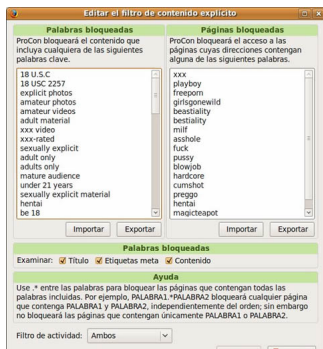 Editar el filtro de contenido explícito
Palabras bloqueadas
ProCon bloqueará el contenido que
incluya cualquiera de las siguientes
palabras clave.
18 U.S.C
18 USC 2257
explicit photos
amateur photos
amateur videos
adult material
xxx video
xxx-rated
sexually explicit
adult only
adults only
mature audience
under 21 years
sexually explicit material
hentai
be 18
Importar
Exportar
Páginas bloqueadas
ProCon bloqueará el acceso a las
páginas cuyas direcciones contengan
alguna de las siguientes palabras.
xxx
playboy
freeporn
girlsgonewild
beastiality
bestiality
milf
asshole
fuck
pussy
blowjob
hardcore
cumshot
preggo
hentai
magicteapot
Importar
Exportar
Palabras bloqueadas
Examinar: Título Etiquetas meta Contenido
Ayuda
Use .* entre las palabras para bloquear las páginas que contengan todas las
palabras incluidas. Por ejemplo, PALABRA1.*PALABRA2 bloqueará cualquier página
que contenga PALABRA1 y PALABRA2, independientemente del orden; sin embargo
no bloqueará las páginas que contengan únicamente PALABRA1 o PALABRA2.
Filtro de actividad: Ambos